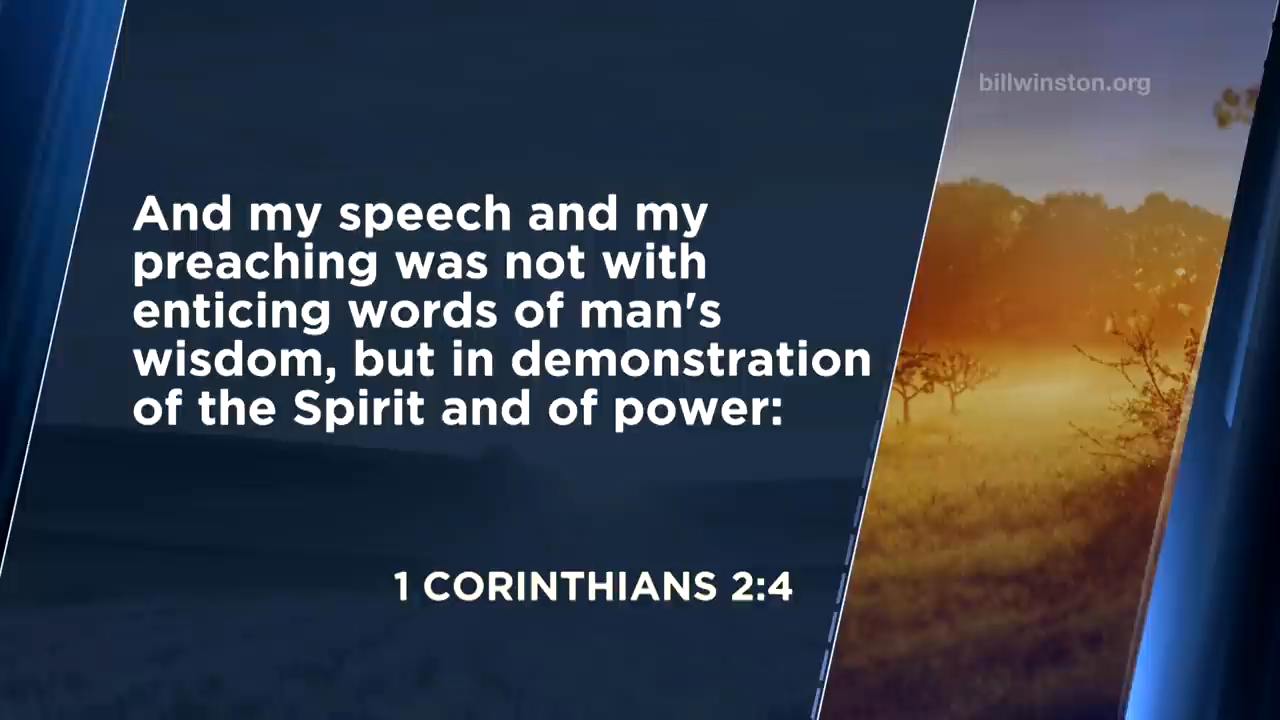 billwinston.org
And my speech and my
preaching was not with
enticing words of man's
wisdom, but in demonstration
of the Spirit and of power:
1 CORINTHIANS 2:4